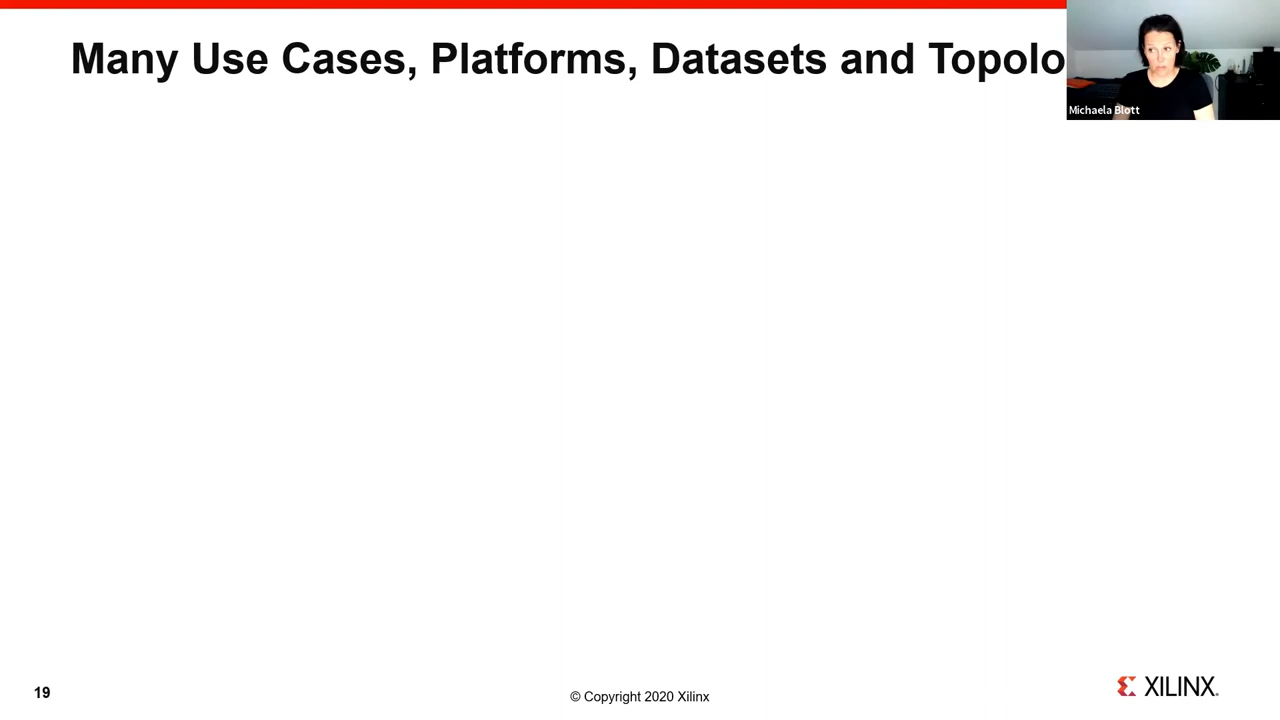 Many Use Cases, Platforms, Datasets and Topolo
Michaela Blott
19
© Copyright 2020 Xilinx
XILINX.